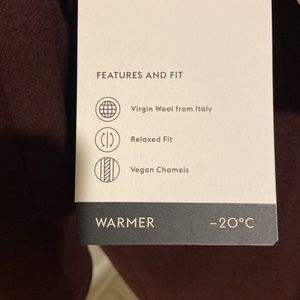 FEATURES AND FIT
Virgin Wool from Italy
Relaxed Fit
Vegan Chamois
WARMER -20°C